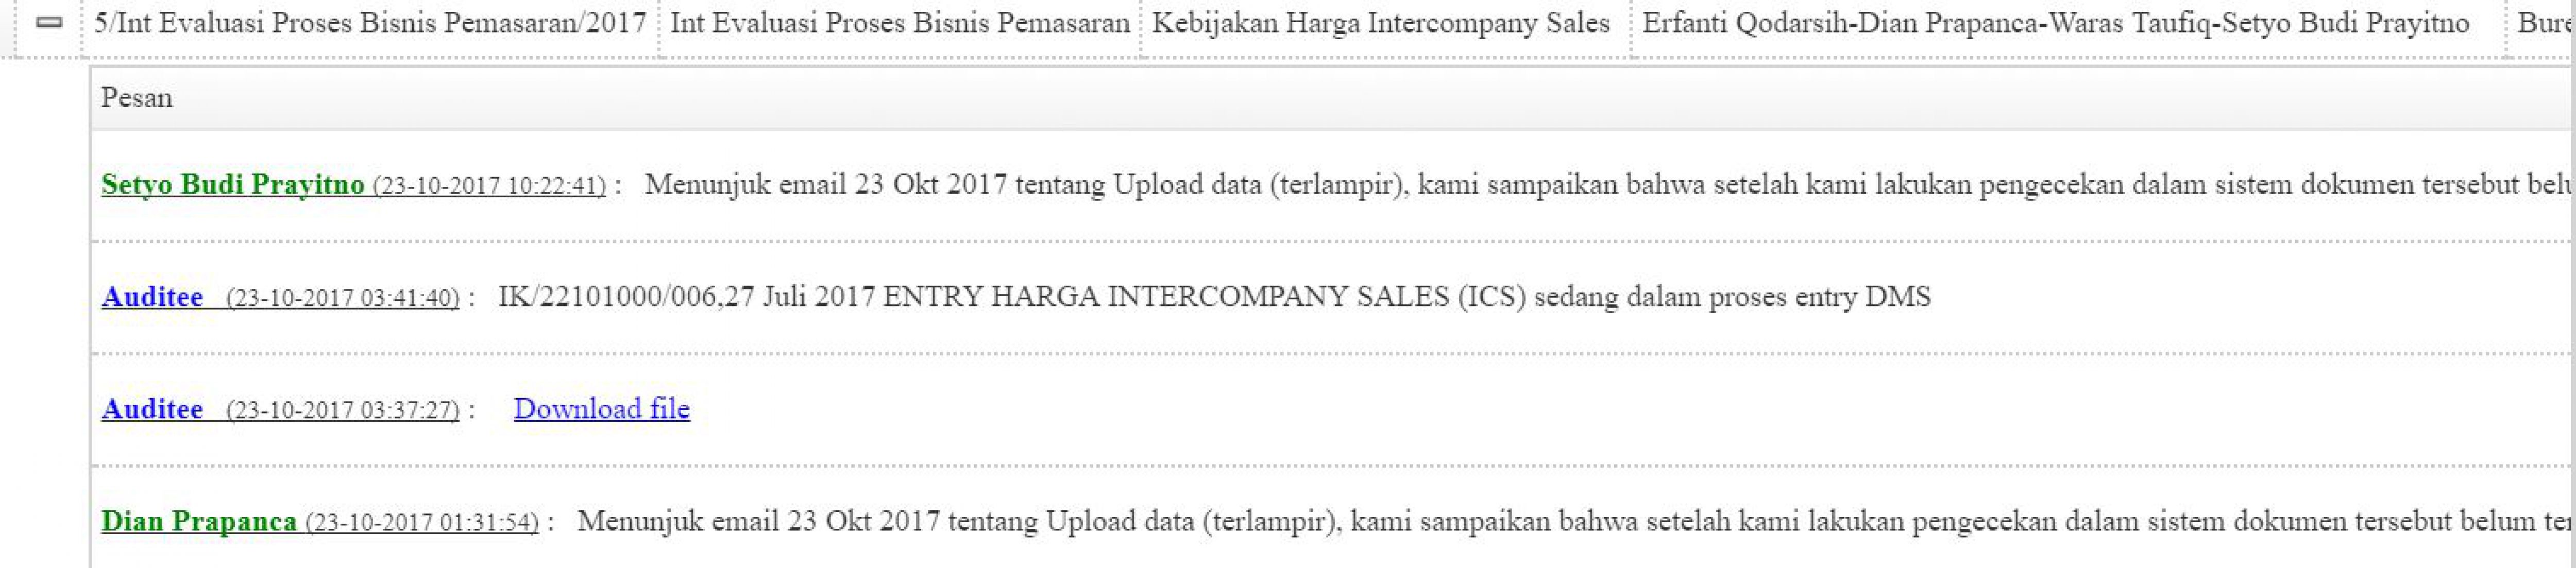 5/Int Evaluasi Proses Bisnis Pemasaran/2017 Int Evaluasi Proses Bisnis Pemasaran Kebijakan Harga Intercompany Sales Erfanti Qodarsih-Dian Prapanca-Waras Taufiq-Setyo Budi Prayitno
Pesan
Setyo Budi Prayitno (23-10-2017 10:22:41) : Menunjuk email 23 Okt 2017 tentang Upload data (terlampir), kami sampaikan bahwa setelah kami lakukan pengecekan dalam sistem dokumen tersebut
Auditee (23-10-2017 03:41:40) : IK/22101000/006,27 Juli 2017 ENTRY HARGA INTERCOMPANY SALES (ICS) sedang dalam proses entry DMS
Auditee (23-10-2017 03:37:27) : Download file
Dian Prapanca (23-10-2017 01:31:54) : Menunjuk email 23 Okt 2017 tentang Upload data (terlampir), kami sampaikan bahwa setelah kami lakukan pengecekan dalam sistem dokumen tersebut belum